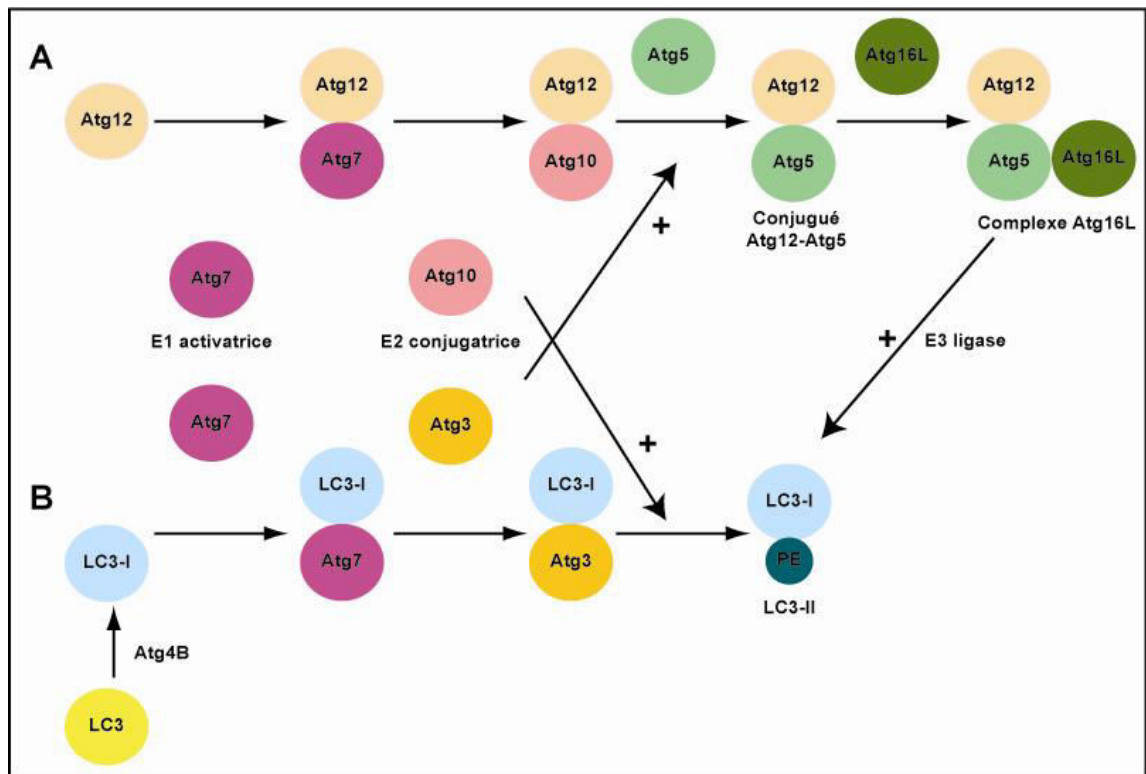 A
Atg12
Atg12
Atg7
Atg12
Atg10
Atg5
Atg12
Atg5
Conjugué
Atg12-Atg5
Atg16L
Atg12
Atg5
Atg16L
Complexe Atg16L
+
Atg7
E1 activatrice
Atg7
Atg10
E2 conjugatrice
Atg3
+
E3 ligase
+
B
LC3-I
LC3-I
Atg7
LC3-I
Atg3
LC3-I
PE
LC3-II
Atg4B
LC3